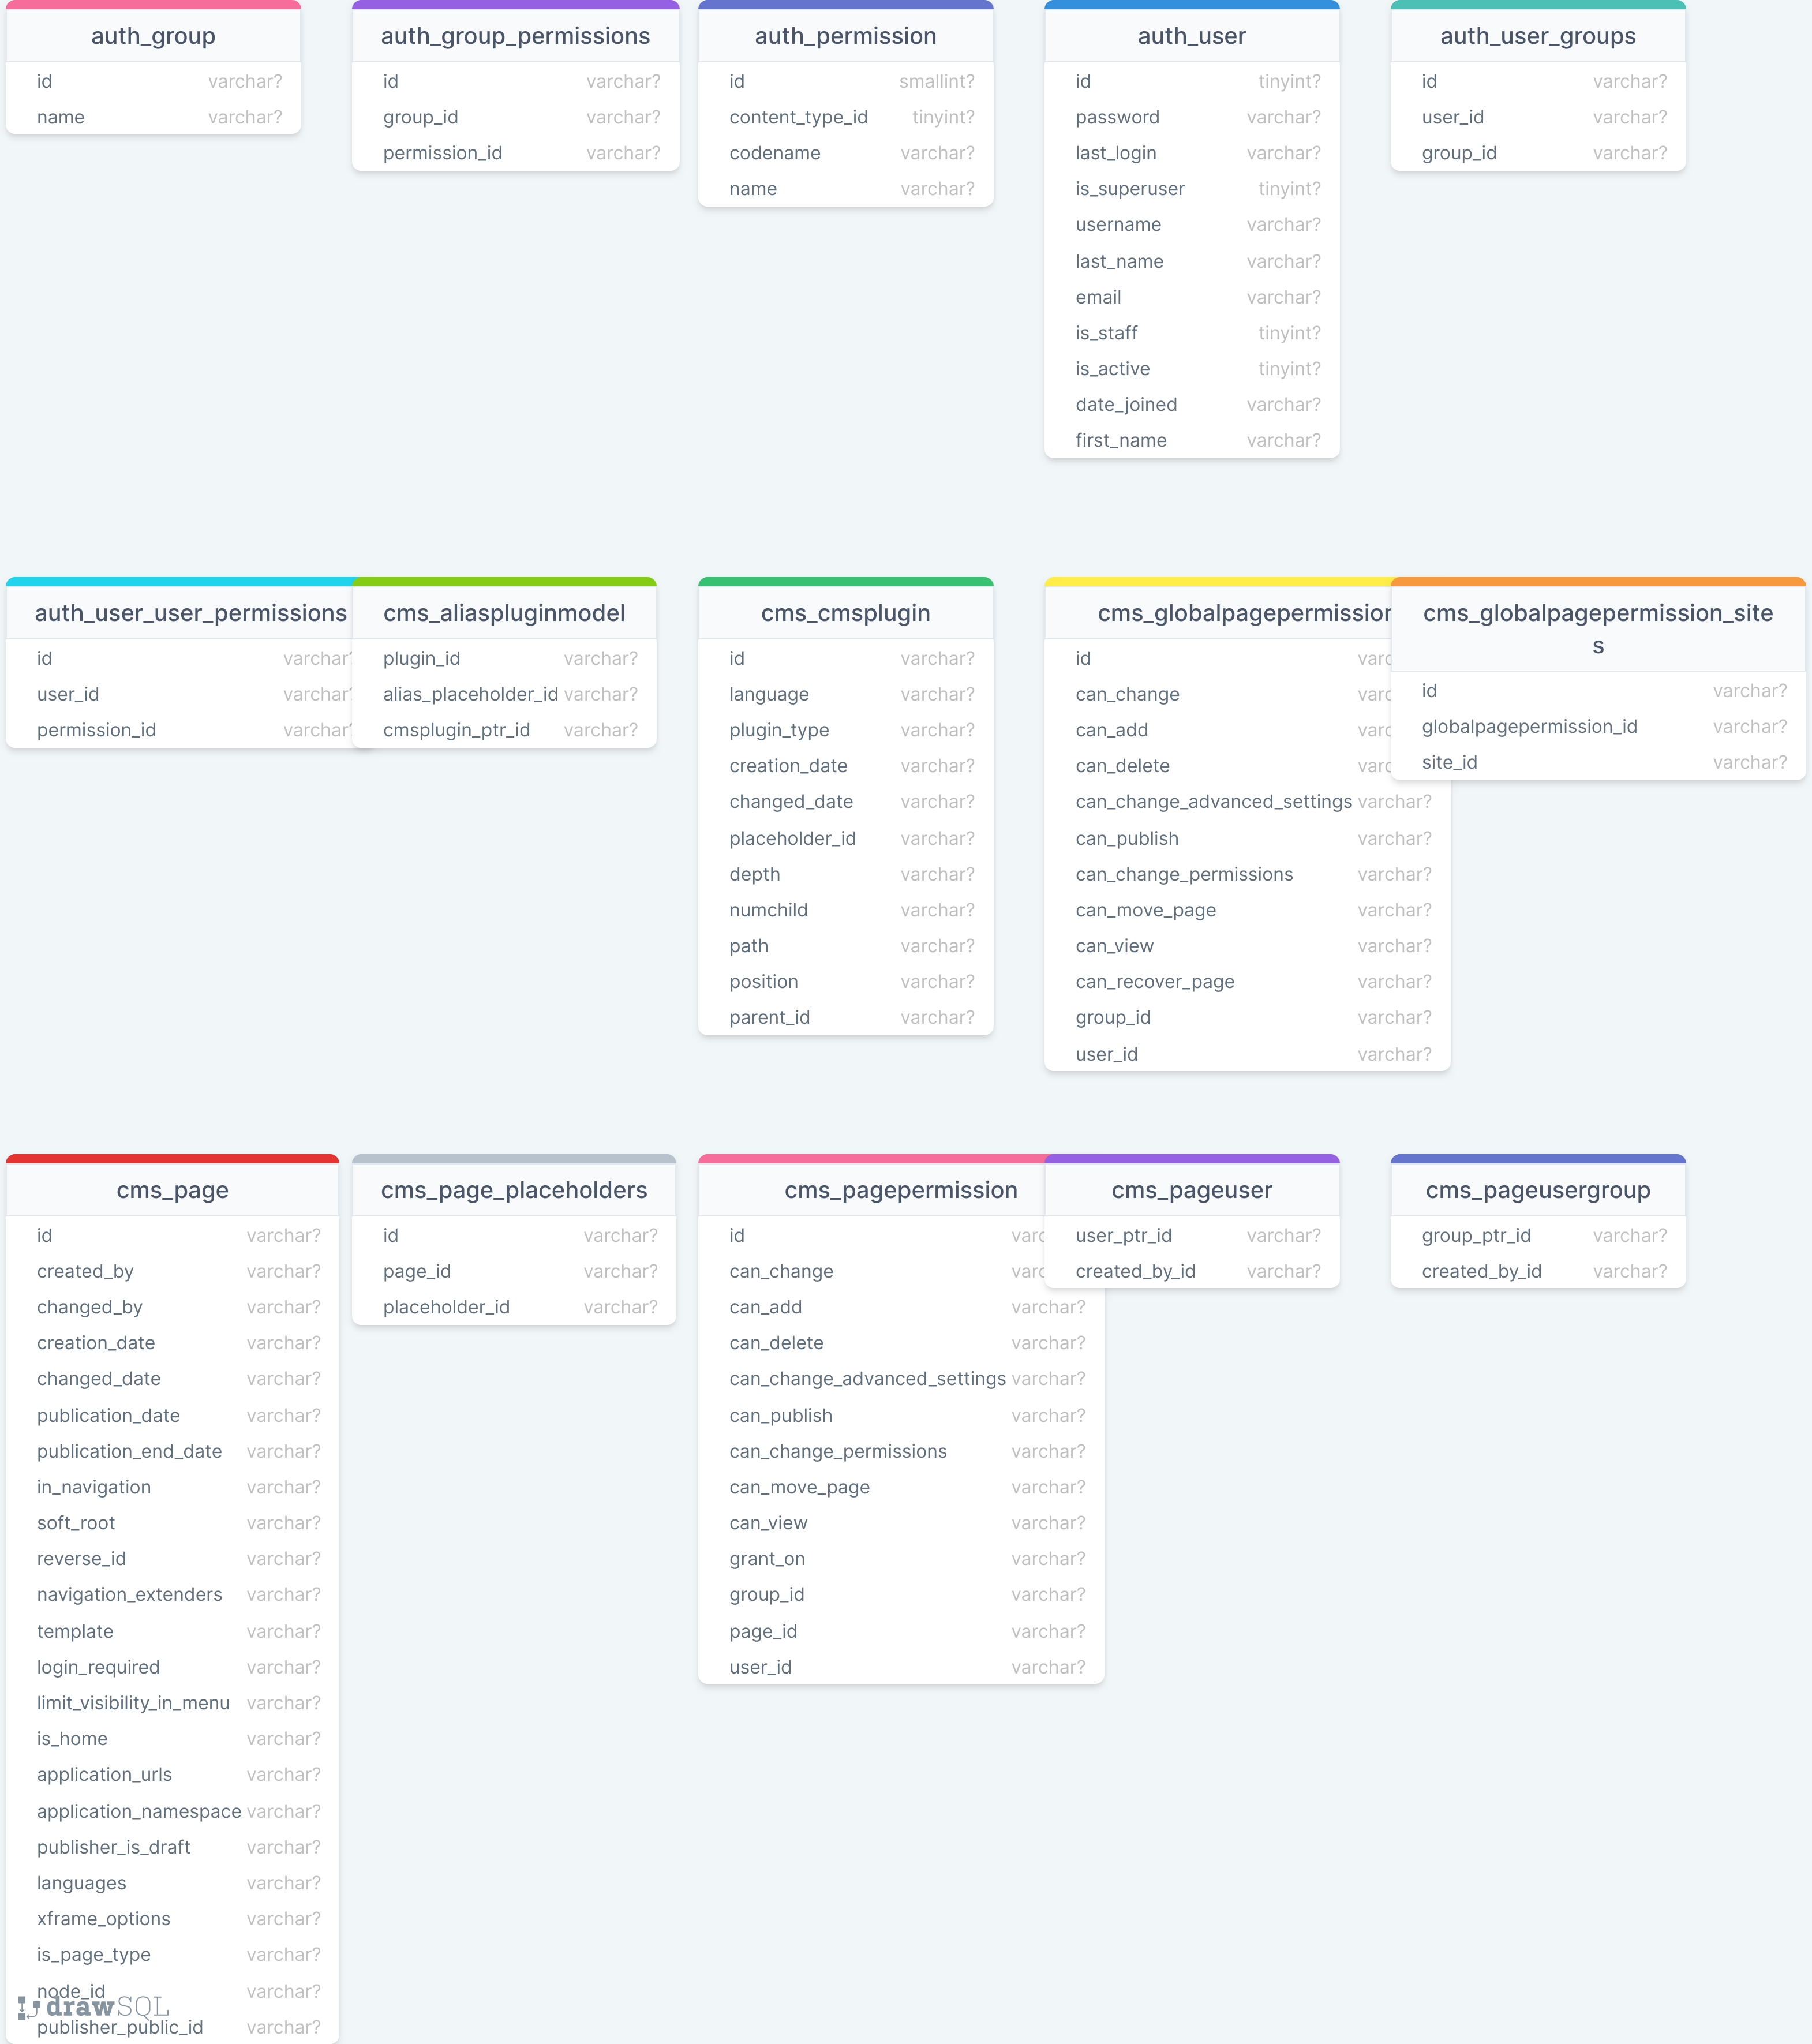 auth_group
id varchar?
name varchar?
auth_group_permissions
id varchar?
group_id varchar?
permission_id varchar?
auth_permission
id smallint?
content_type_id tinyint?
codename varchar?
name varchar?
auth_user
id tinyint?
password varchar?
last_login varchar?
is_superuser tinyint?
username varchar?
last_name varchar?
email varchar?
is_staff tinyint?
is_active tinyint?
date_joined varchar?
first_name varchar?
auth_user_groups
id varchar?
user_id varchar?
group_id varchar?
auth_user_user_permissions
id varchar?
user_id varchar?
permission_id varchar?
cms_aliaspluginmodel
plugin_id varchar?
alias_placeholder_id varchar?
cmsplugin_ptr_id varchar?
cms_cmsplugin
id varchar?
language varchar?
plugin_type varchar?
creation_date varchar?
changed_date varchar?
placeholder_id varchar?
depth varchar?
numchild varchar?
path varchar?
position varchar?
parent_id varchar?
cms_globalpagepermission
id varc
can_change varc
can_add varc
can_delete varc
can_change_advanced_settings varchar?
can_publish varchar?
can_change_permissions varchar?
can_move_page varchar?
can_view varchar?
can_recover_page varchar?
group_id varchar?
user_id varchar?
cms_globalpagepermission_site
s
id varchar?
globalpagepermission_id varchar?
site_id varchar?
cms_page
id varchar?
created_by varchar?
changed_by varchar?
creation_date varchar?
changed_date varchar?
publication_date varchar?
publication_end_date varchar?
in_navigation varchar?
soft_root varchar?
reverse_id varchar?
navigation_extenders varchar?
template varchar?
login_required varchar?
limit_visibility_in_menu varchar?
is_home varchar?
application_urls varchar?
application_namespace varchar?
publisher_is_draft varchar?
languages varchar?
xframe_options varchar?
is_page_type varchar?
node_id varchar?
publisher_public_id varchar?
cms_page_placeholders
id varchar?
page_id varchar?
placeholder_id varchar?
cms_pagepermission
id varc
can_change varc
can_add varchar?
can_delete varchar?
can_change_advanced_settings varchar?
can_publish varchar?
can_change_permissions varchar?
can_move_page varchar?
can_view varchar?
grant_on varchar?
group_id varchar?
page_id varchar?
user_id varchar?
cms_pageuser
user_ptr_id varchar?
created_by_id varchar?
cms_pageusergroup
group_ptr_id varchar?
created_by_id varchar?
drawSQL